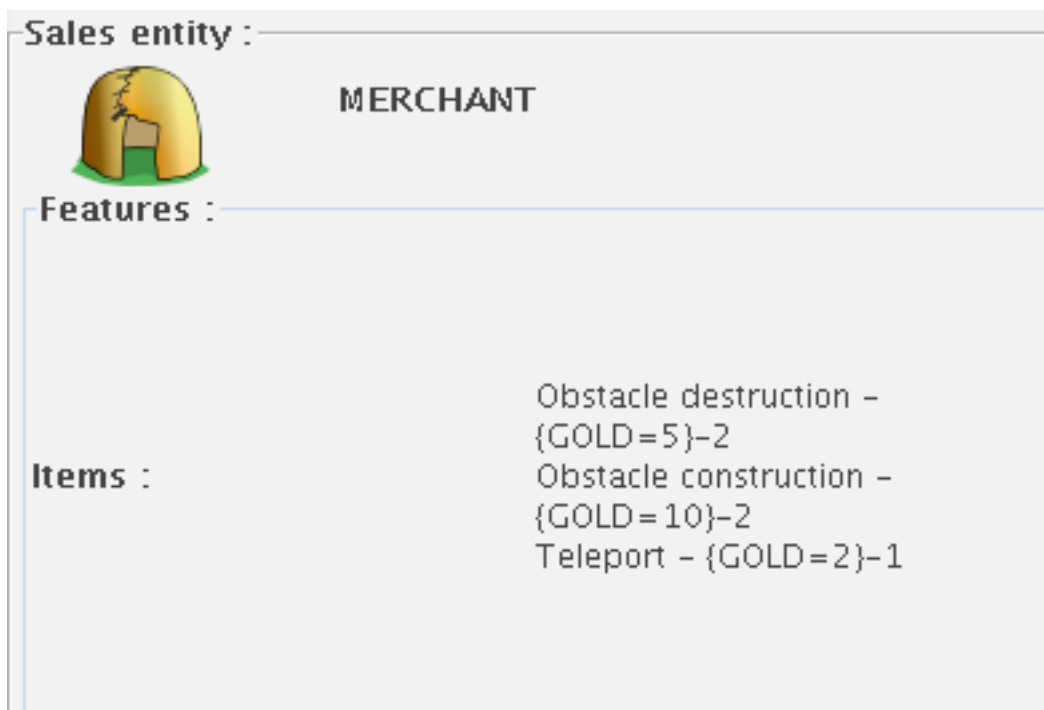 Sales entity :
MERCHANT
Features :
Items :
Obstacle destruction –
{GOLD=5}–2
Obstacle construction –
{GOLD=10}–2
Teleport – {GOLD=2}–1